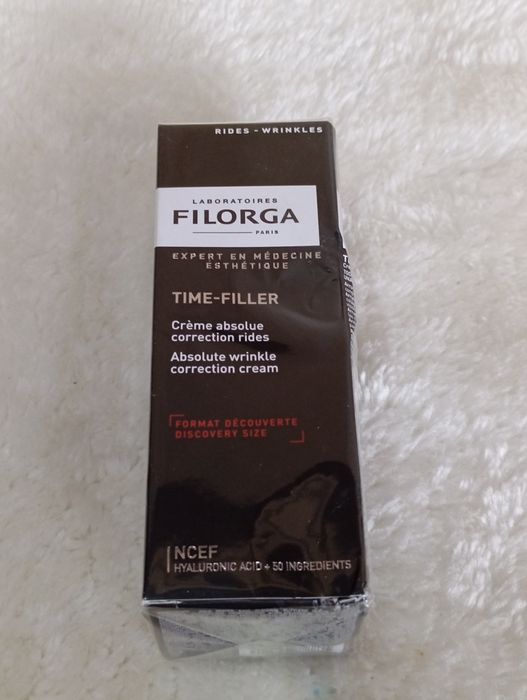 RIDES - WRINKLES
LABORATOIRES
FILORGA
PARIS
EXPERT EN MÉDECINE
ESTHÉTIQUE
TIME-FILLER
Crème absolue
correction rides
Absolute wrinkle
correction cream
FORMAT DÉCOUVERTE
DISCOVERY SIZE
NCEF
HYALURONIC ACID + 50 INGREDIENTS